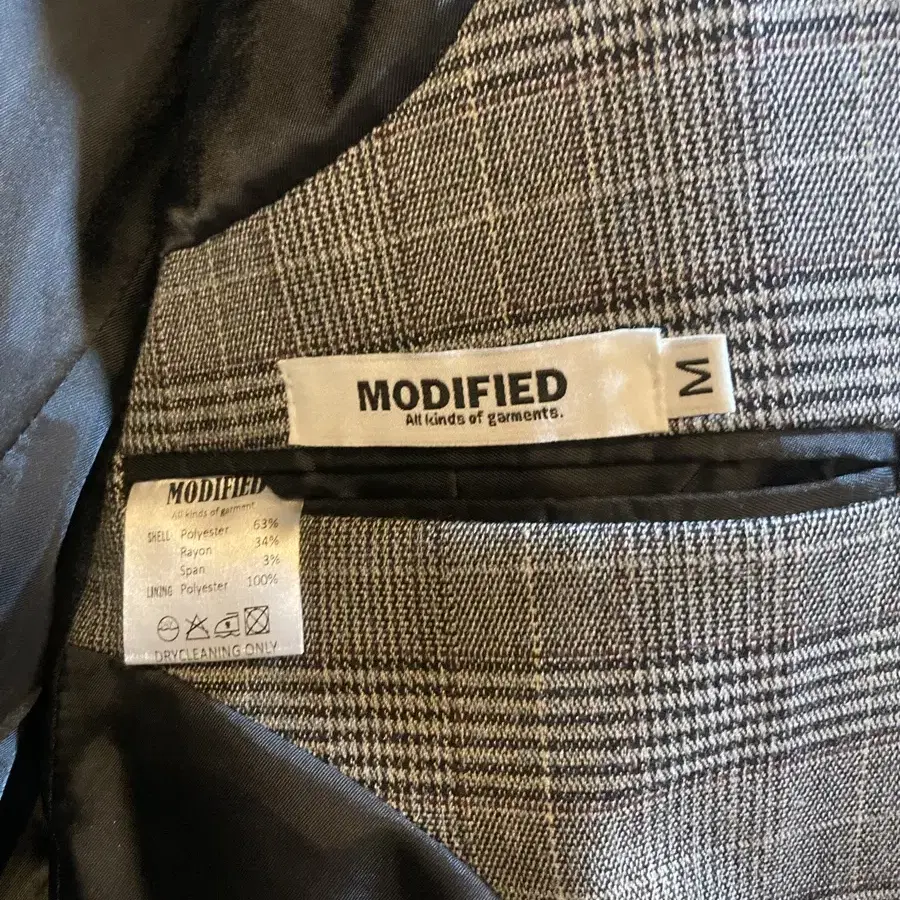 MODIFIED
All kinds of garments.
M
MODIFIED
All kinds of garment
SHELL Polyester 63%
Rayon 34%
Span 3%
LINING Polyester 100%
DRYCLEANING ONLY